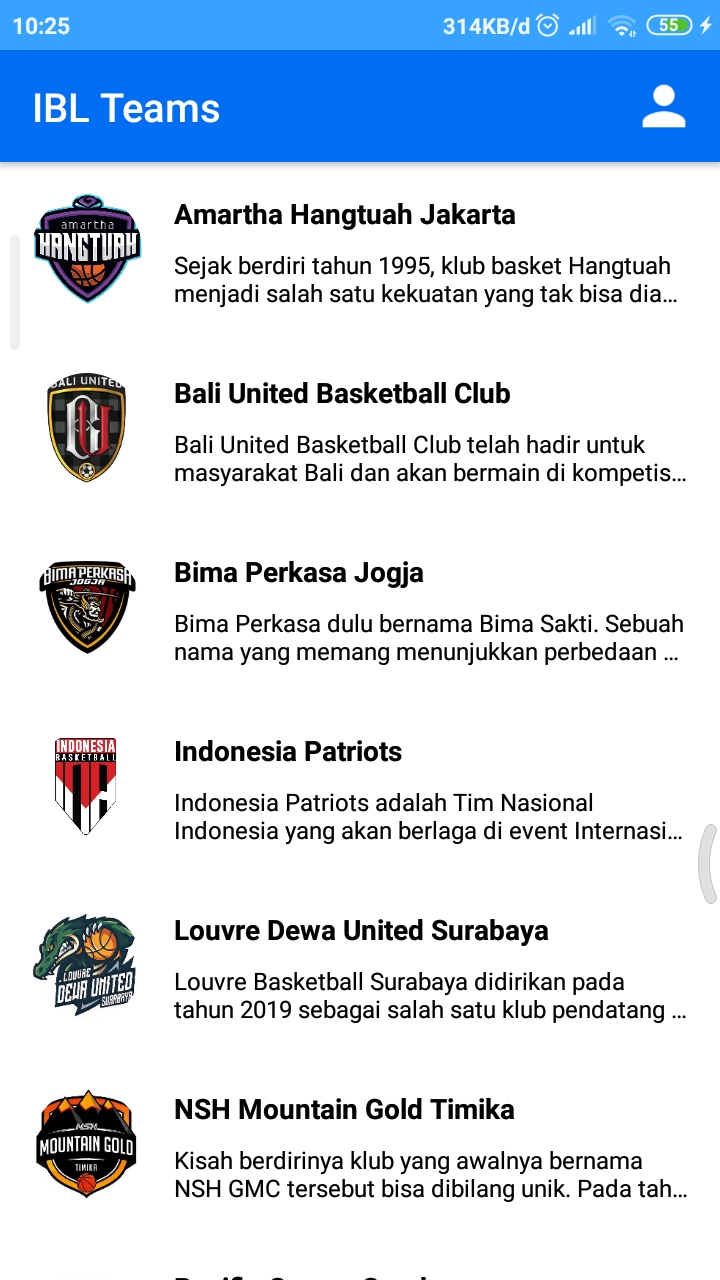 10:25
314KB/d
55
IBL Teams
amartha
HANGTUAH
Amartha Hangtuah Jakarta
Sejak berdiri tahun 1995, klub basket Hangtuah
menjadi salah satu kekuatan yang tak bisa dia...
BALI UNITED
Bali United Basketball Club
Bali United Basketball Club telah hadir untuk
masyarakat Bali dan akan bermain di kompetis...
BIMA PERKASA
JOGJA
Bima Perkasa Jogja
Bima Perkasa dulu bernama Bima Sakti. Sebuah
nama yang memang menunjukkan perbedaan ...
INDONESIA
BASKETBALL
Indonesia Patriots
Indonesia Patriots adalah Tim Nasional
Indonesia yang akan berlaga di event Internasi...
LOUVRE
DEWA UNITED
SURABAYA
Louvre Dewa United Surabaya
Louvre Basketball Surabaya didirikan pada
tahun 2019 sebagai salah satu klub pendatang ...
NSH
MOUNTAIN GOLD
TIMIKA
NSH Mountain Gold Timika
Kisah berdirinya klub yang awalnya bernama
NSH GMC tersebut bisa dibilang unik. Pada tah...